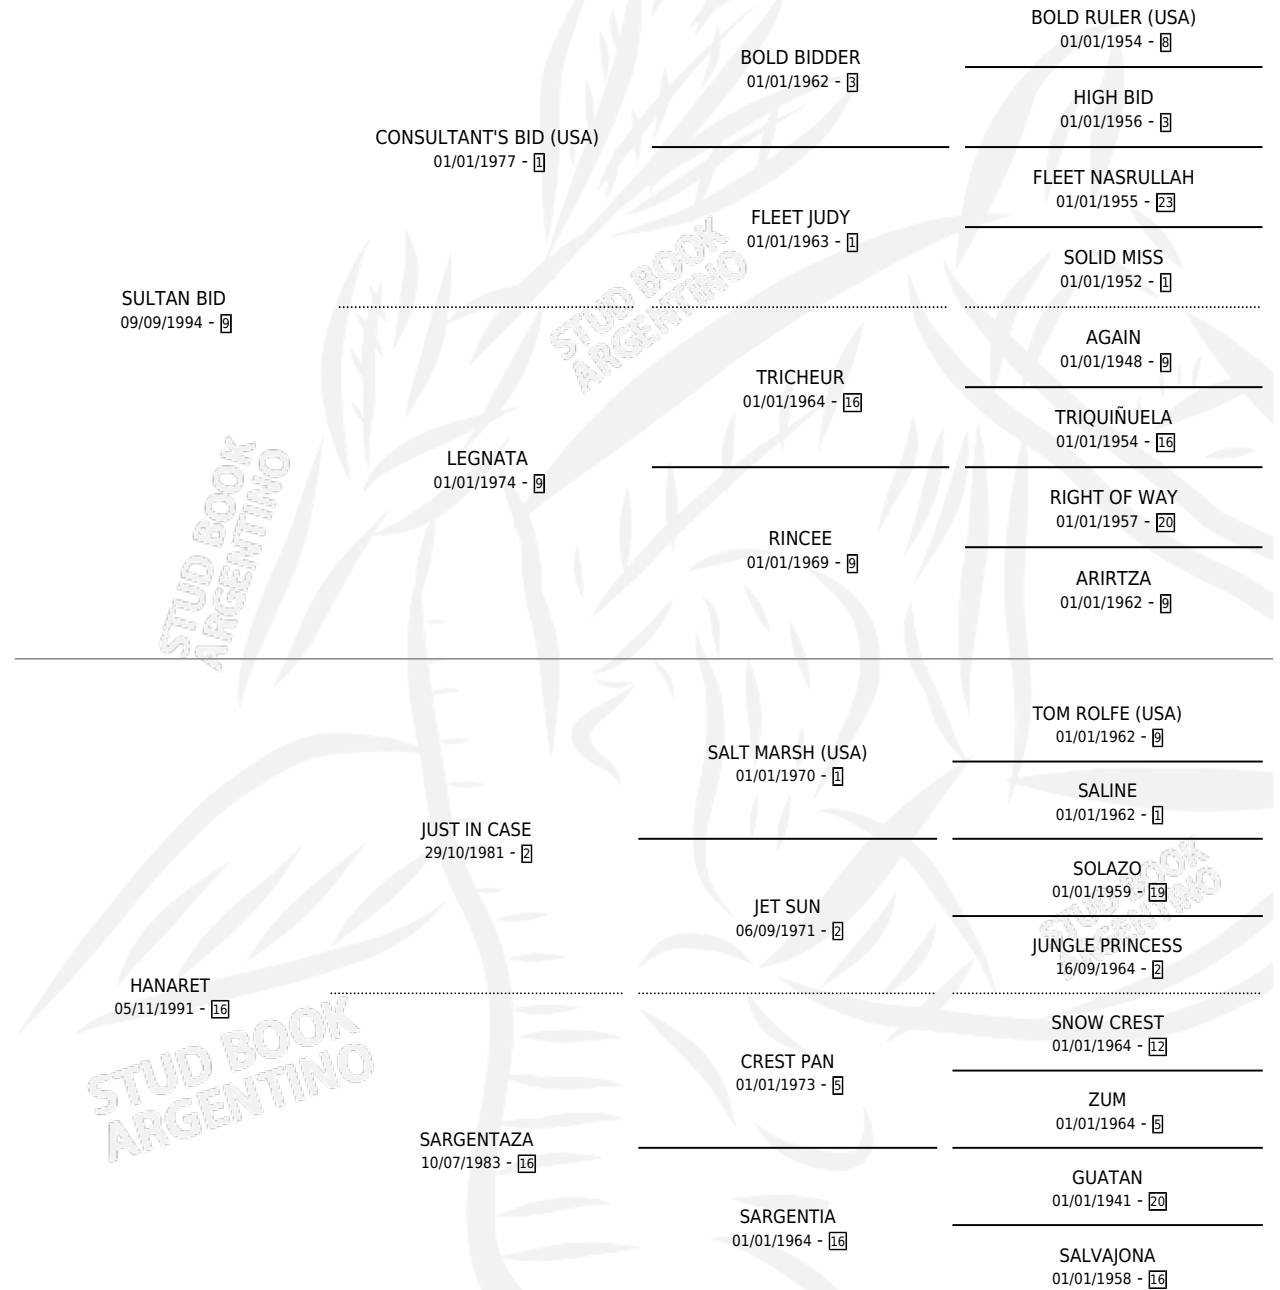 BOLD RULER (USA)
01/01/1954 - 8
BOLD BIDDER
01/01/1962 - 3
HIGH BID
01/01/1956 - 3
CONSULTANT'S BID (USA)
01/01/1977 - 1
FLEET NASRULLAH
01/01/1955 - 23
FLEET JUDY
01/01/1963 - 1
SOLID MISS
01/01/1952 - 1
SULTAN BID
09/09/1994 - 9
AGAIN
01/01/1948 - 9
TRICHEUR
01/01/1964 - 16
TRIQUIÑUELA
01/01/1954 - 16
LEGNATA
01/01/1974 - 9
RIGHT OF WAY
01/01/1957 - 20
RINCEE
01/01/1969 - 9
ARIRTZA
01/01/1962 - 9
STUD BOOK
ARGENTINO
STUD BOOK
ARGENTINO
TOM ROLFE (USA)
01/01/1962 - 9
SALT MARSH (USA)
01/01/1970 - 1
SALINE
01/01/1962 - 1
JUST IN CASE
29/10/1981 - 2
SOLAZO
01/01/1959 - 19
JET SUN
06/09/1971 - 2
JUNGLE PRINCESS
16/09/1964 - 2
HANARET
05/11/1991 - 16
SNOW CREST
01/01/1964 - 12
CREST PAN
01/01/1973 - 5
ZUM
01/01/1964 - 5
SARGENTAZA
10/07/1983 - 16
GUATAN
01/01/1941 - 20
SARGENTIA
01/01/1964 - 16
SALVAJONA
01/01/1958 - 16
STUD BOOK
ARGENTINO
STUD BOOK
ARGENTINO